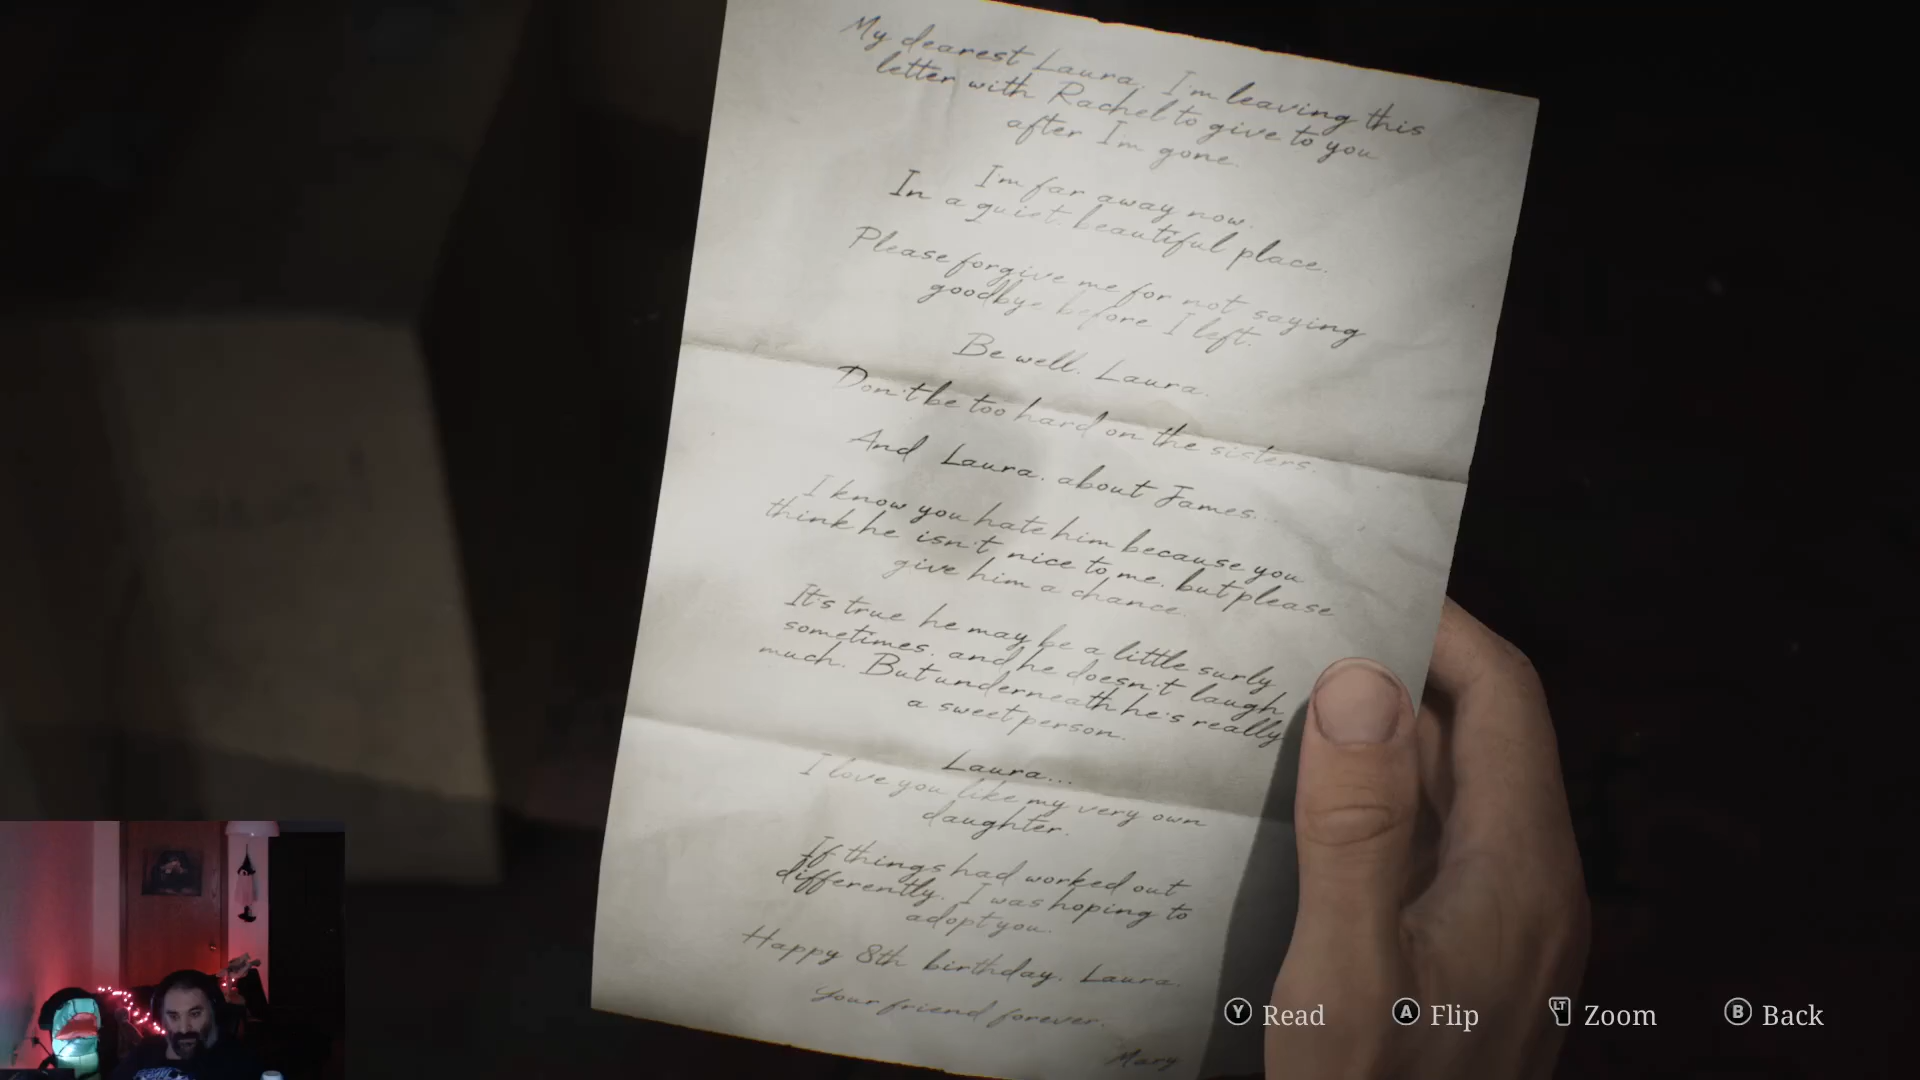 My dearest Laura. I'm leaving this
letter with Rachel to give to you
after I'm gone.
I'm far away now.
In a quiet. beautiful place.
Please forgive me for not saying
goodbye before I left.
Be well. Laura.
Don't be too hard on the sisters.
And Laura. about James...
I know you hate him because you
think he isn't nice to me. but please
give him a chance.
It's true he may be a little surly
sometimes. and he doesn't laugh
much. But underneath he's really
a sweet person.
Laura...
I love you like my very own
daughter.
If things had worked out
differently. I was hoping to
adopt you.
Happy 8th birthday. Laura.
Your friend forever.
Mary
Y Read A Flip LT Zoom B Back